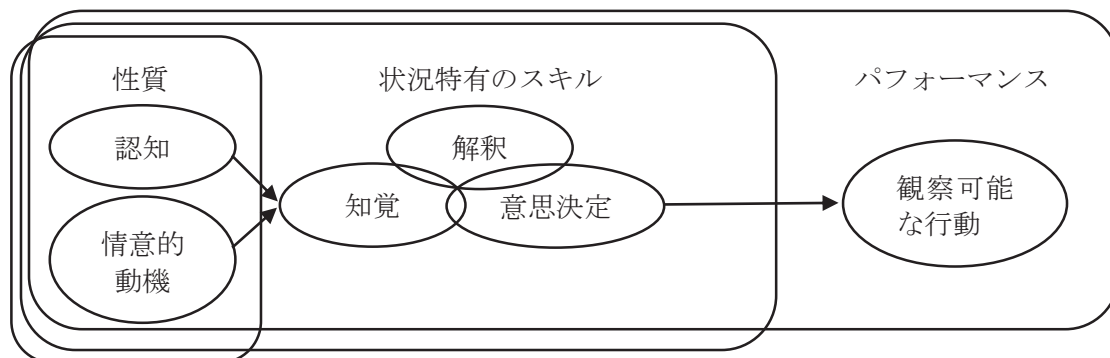 性質
状況特有のスキル
パフォーマンス
認知
解釈
知覚
意思決定
観察可能
な行動
情意的
動機